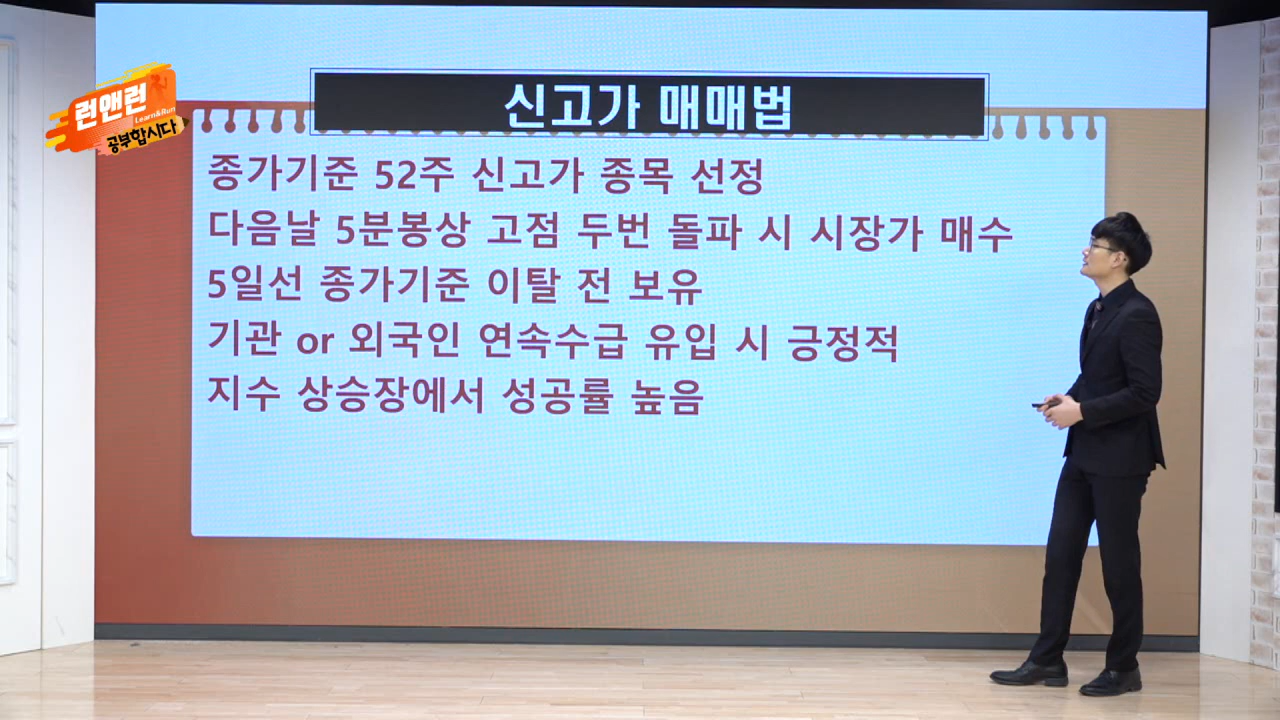 런앤런
Learn&Run
공부합시다
신고가 매매법
종가기준 52주 신고가 종목 선정
다음날 5분봉상 고점 두번 돌파 시 시장가 매수
5일선 종가기준 이탈 전 보유
기관 or 외국인 연속수급 유입 시 긍정적
지수 상승장에서 성공률 높음